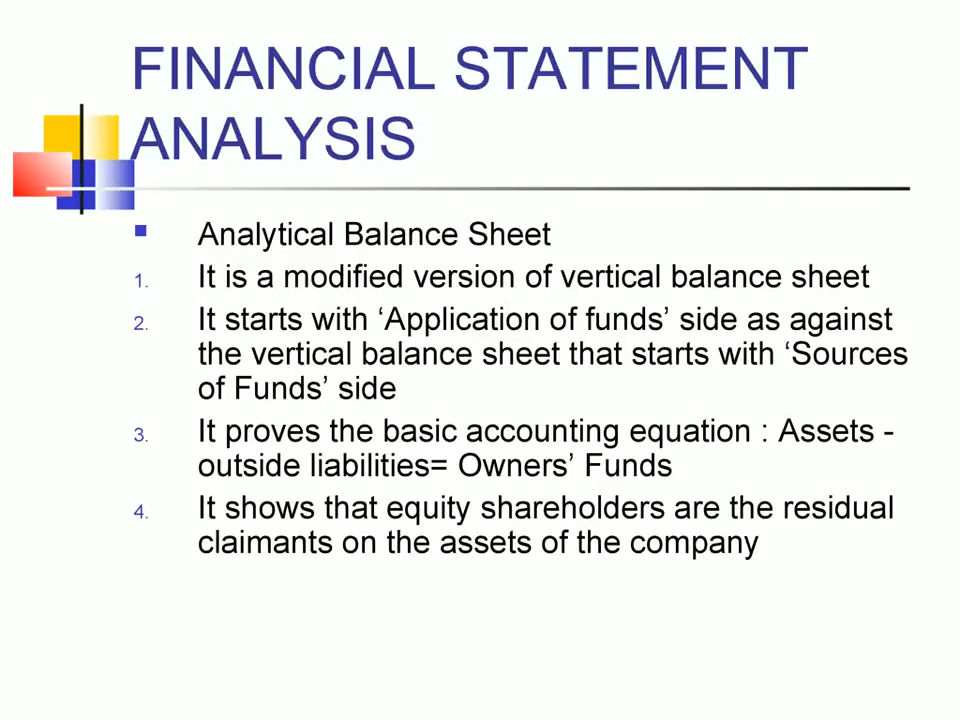 FINANCIAL STATEMENT
ANALYSIS
Analytical Balance Sheet
1. It is a modified version of vertical balance sheet
2. It starts with ‘Application of funds’ side as against
the vertical balance sheet that starts with ‘Sources
of Funds’ side
3. It proves the basic accounting equation : Assets -
outside liabilities= Owners’ Funds
4. It shows that equity shareholders are the residual
claimants on the assets of the company